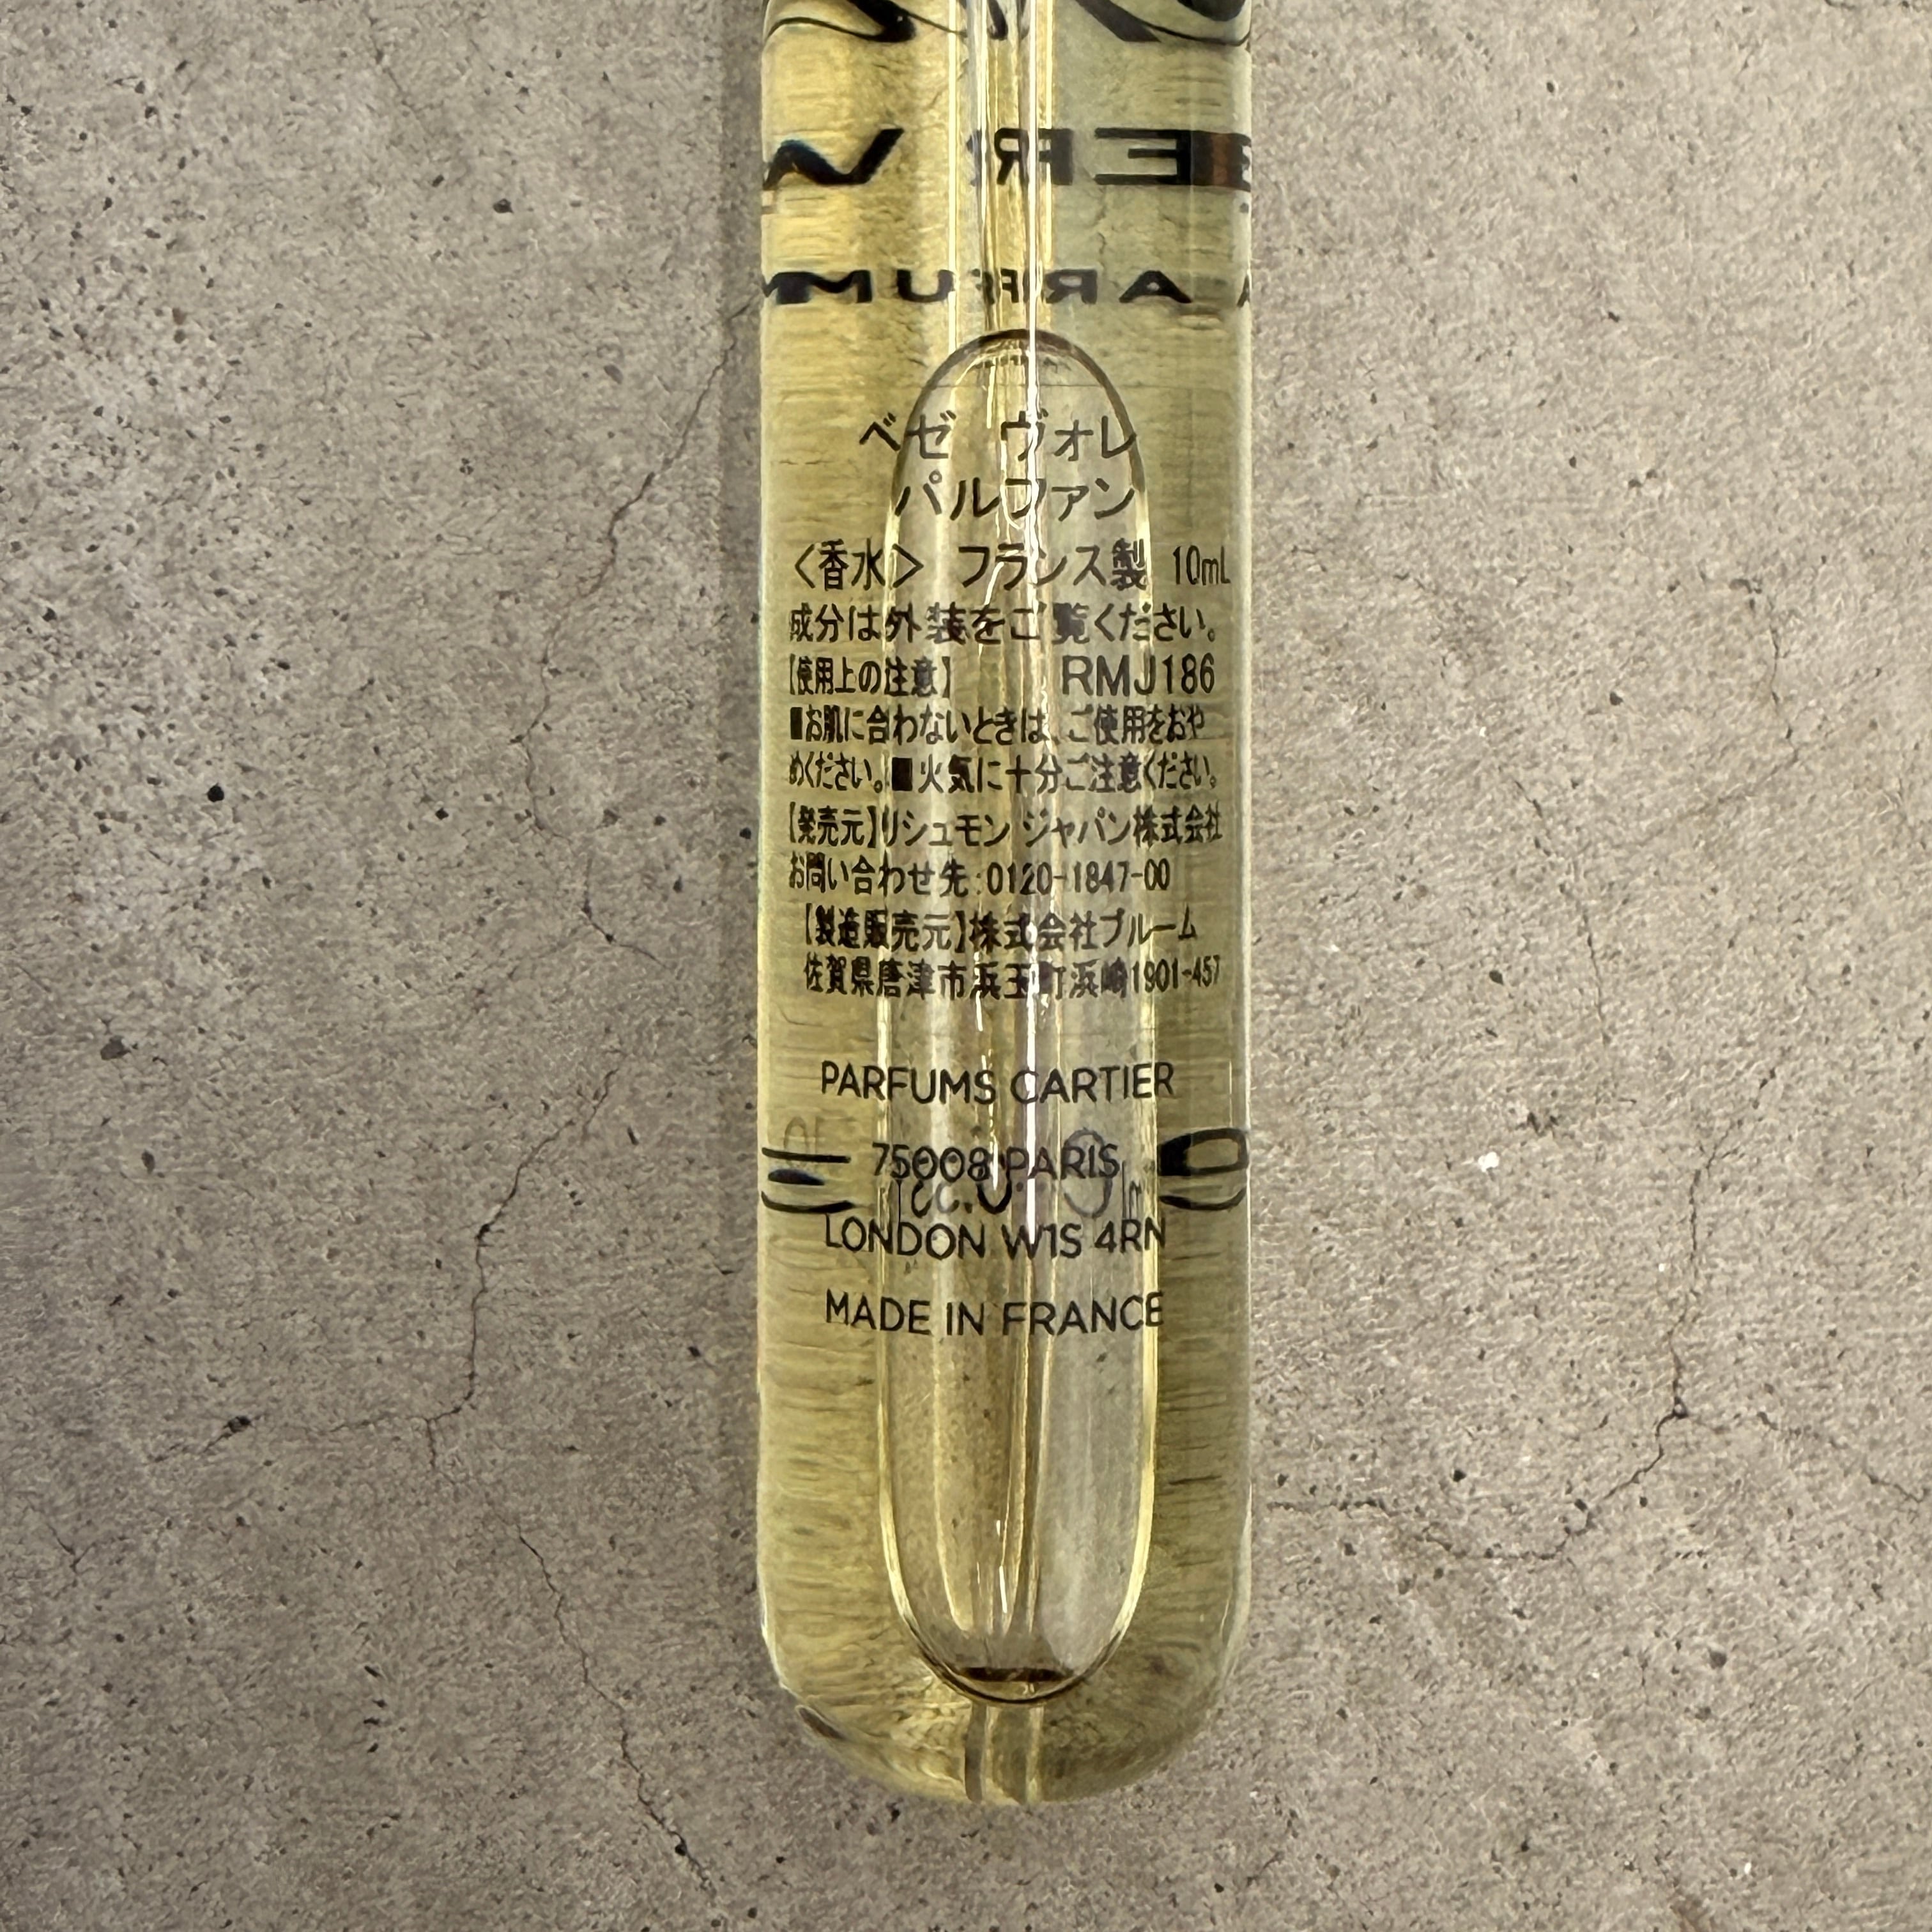 ベゼ ヴォレ
パルファン
<香水> フランス製 10mL
成分は外装をご覧ください。
【使用上の注意】 RMJ186
■お肌に合わないときは、ご使用をおや
めください。■火気に十分ご注意ください。
【発売元】リシュモン ジャパン株式会社
お問い合わせ先:0120-1847-00
【製造販売元】株式会社プルーム
佐賀県唐津市浜玉町浜崎1901-457
PARFUMS CARTIER
75008 PARIS
LONDON W1S 4RN
MADE IN FRANCE